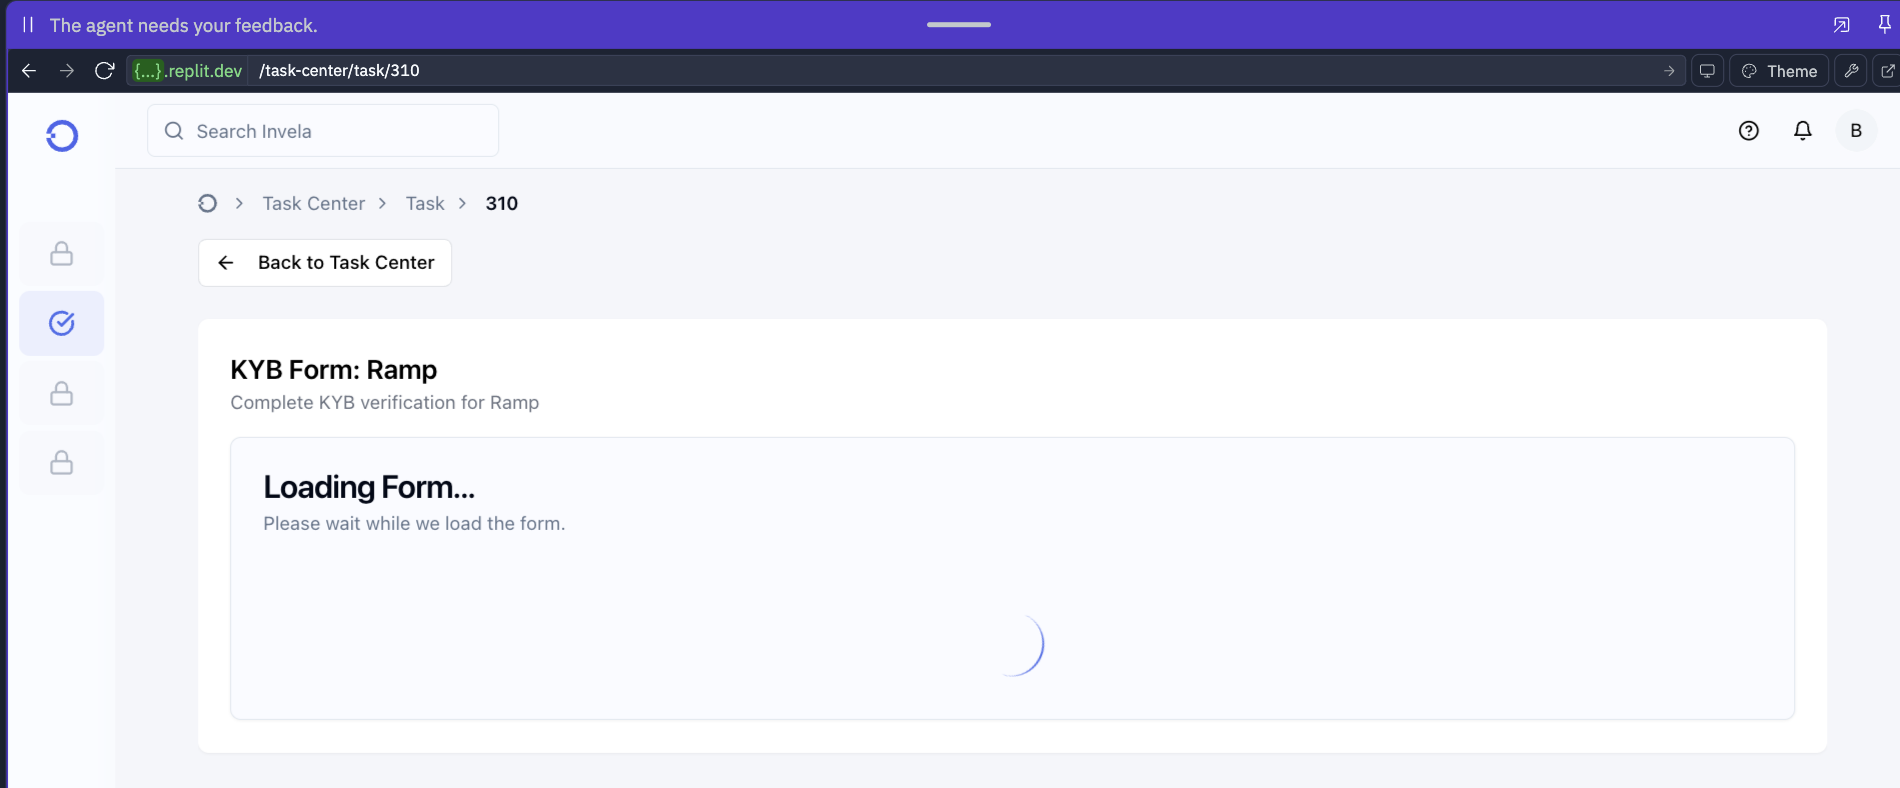 The agent needs your feedback.
{...}.replit.dev /task-center/task/310 Theme
Search Invela B
Task Center Task 310
Back to Task Center
KYB Form: Ramp
Complete KYB verification for Ramp
Loading Form...
Please wait while we load the form.